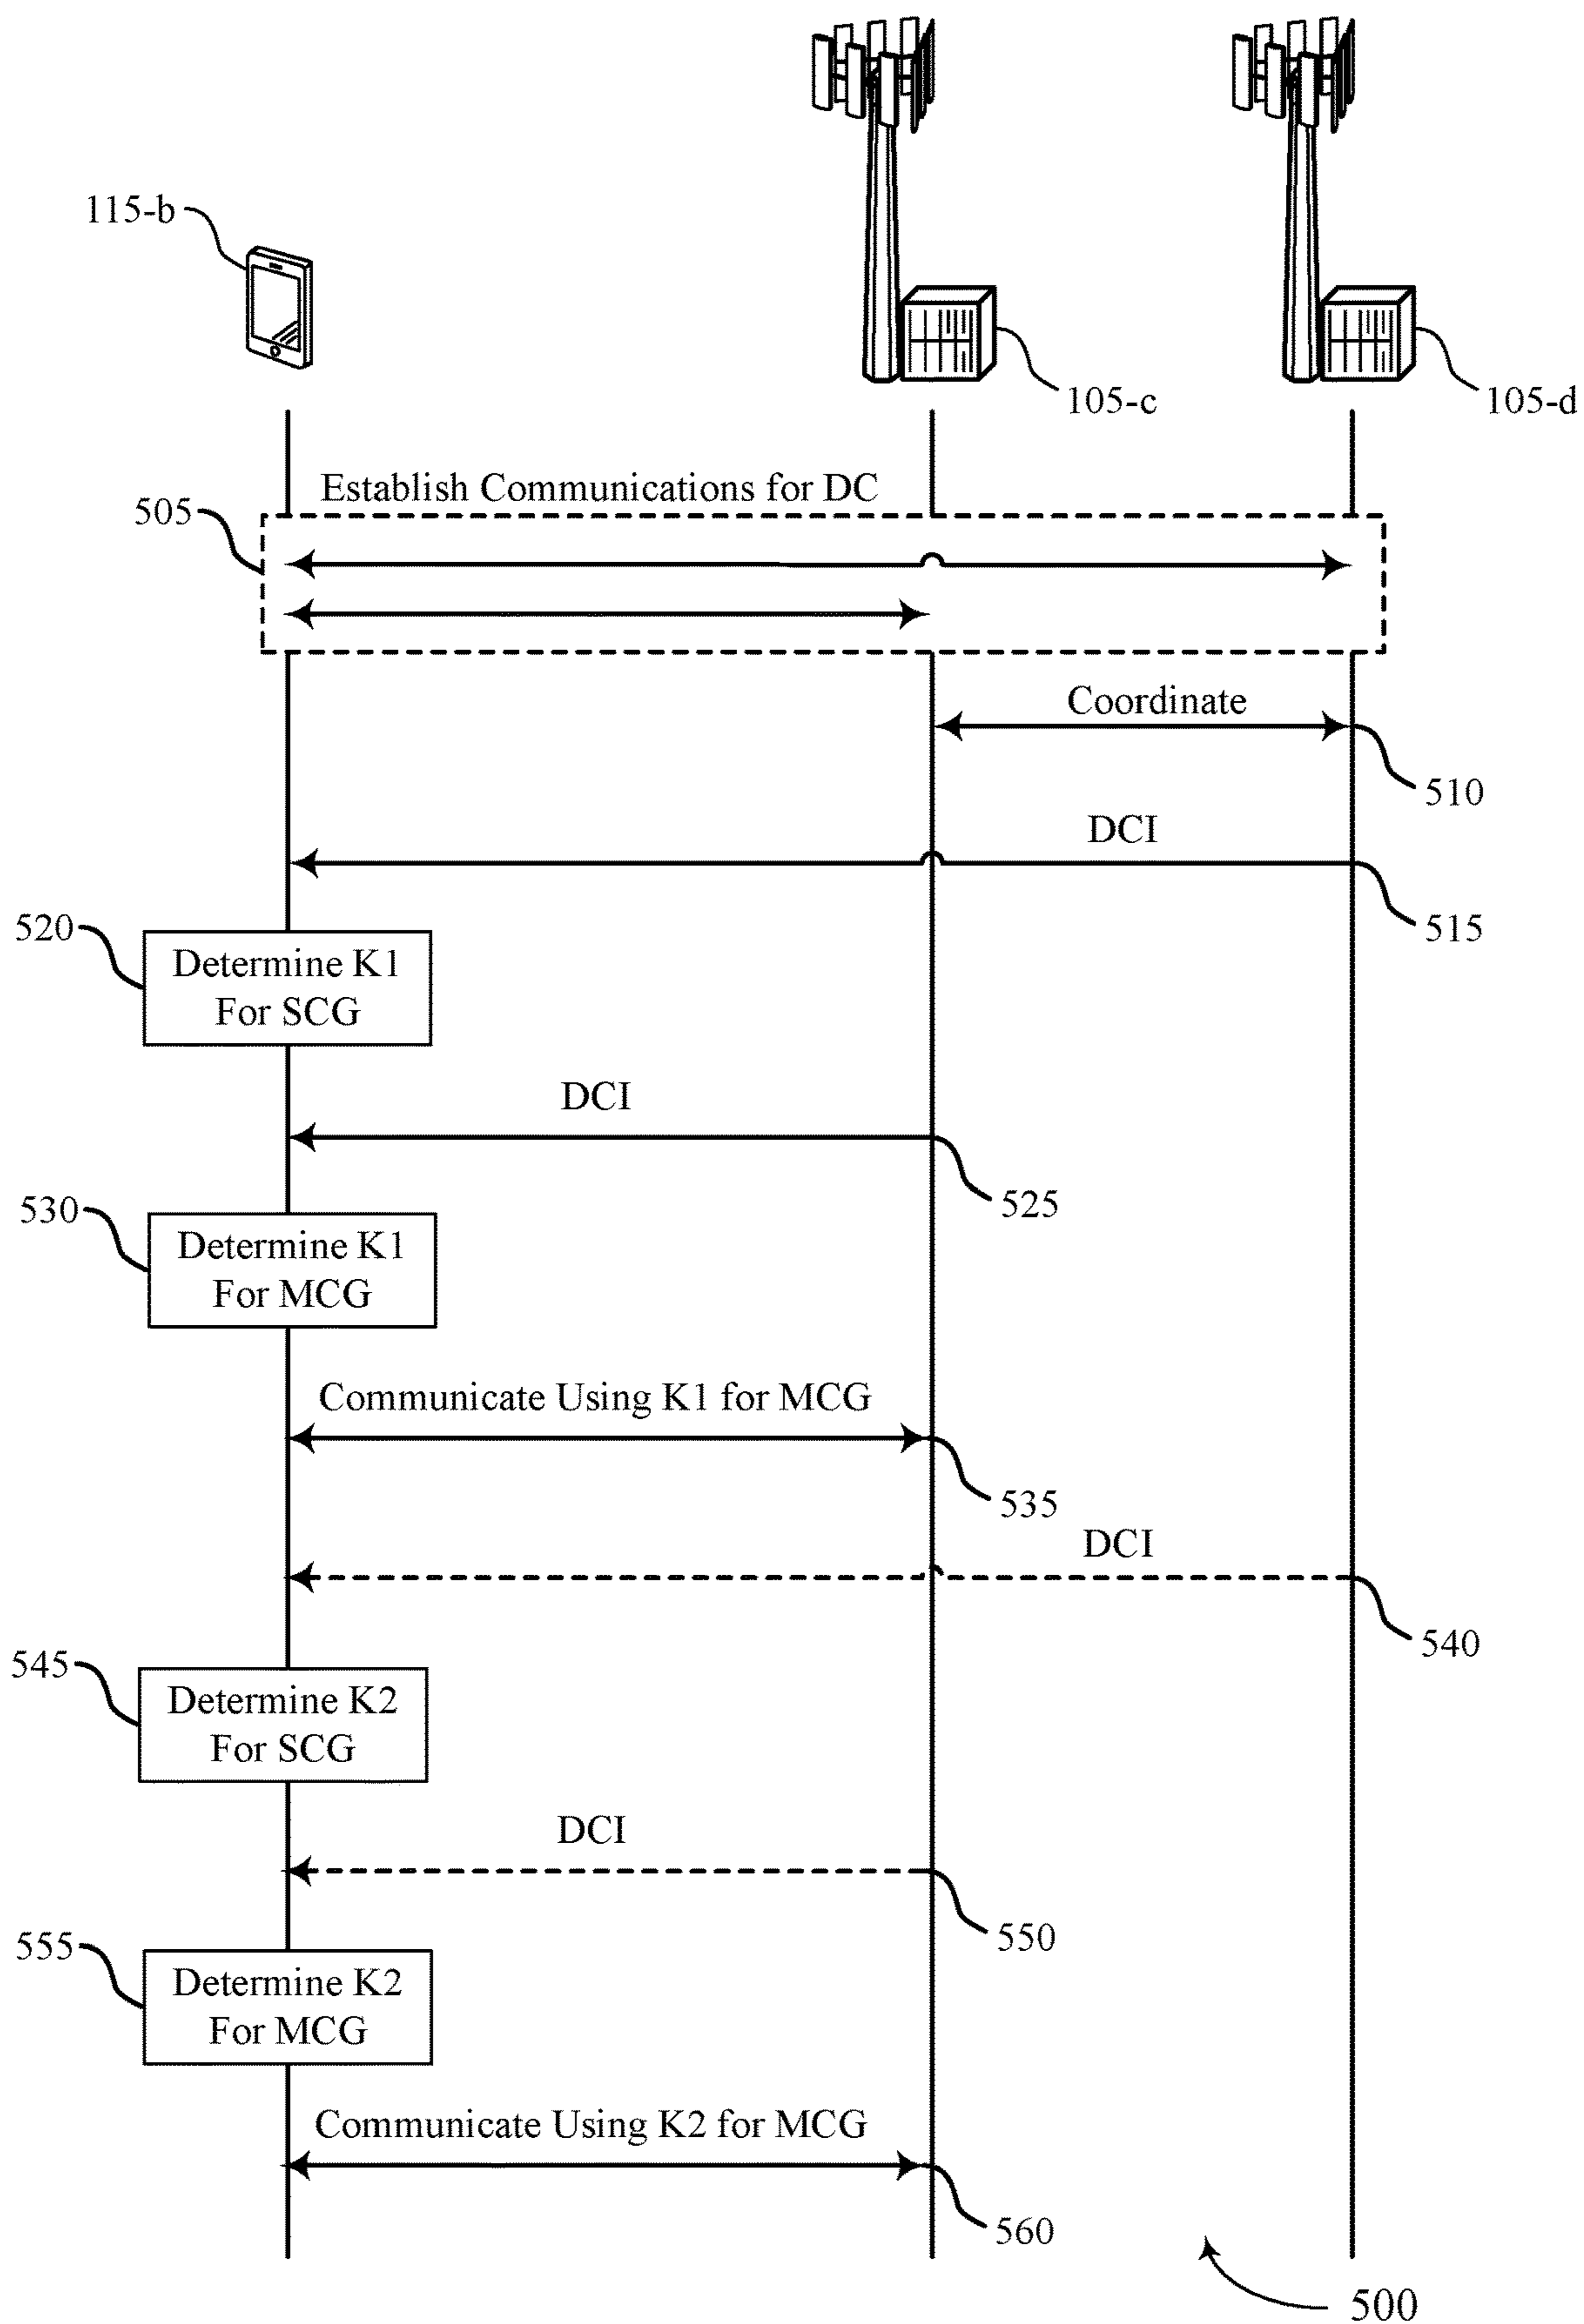 115-b
105-c
105-d
Establish Communications for DC
505
Coordinate
510
DCI
515
520
Determine K1
For SCG
DCI
525
530
Determine K1
For MCG
Communicate Using K1 for MCG
535
DCI
540
545
Determine K2
For SCG
DCI
550
555
Determine K2
For MCG
Communicate Using K2 for MCG
560
500